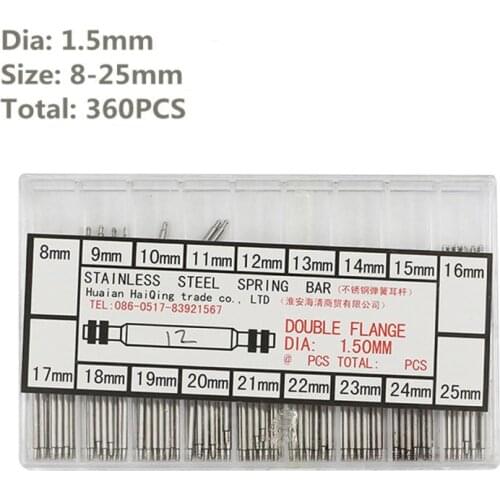 Dia: 1.5mm
Size: 8-25mm
Total: 360PCS
8mm 9mm 10mm 11mm 12mm 13mm 14mm 15mm 16mm
STAINLESS STEEL SPRING BAR (不锈钢弹簧耳杆)
Huaian HaiQing trade co., LTD (淮安海清商贸有限公司)
TEL:086-0517-83921567
DOUBLE FLANGE
DIA: 1.50MM
@ PCS TOTAL: PCS
12
17mm 18mm 19mm 20mm 21mm 22mm 23mm 24mm 25mm